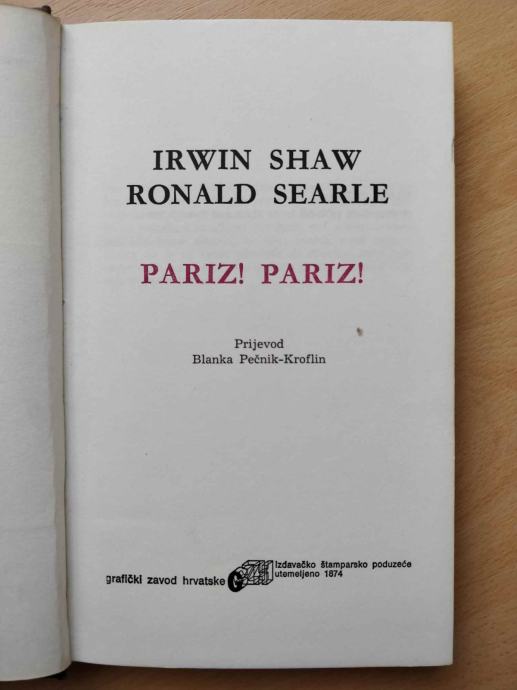 IRWIN SHAW
RONALD SEARLE
PARIZ! PARIZ!
Prijevod
Blanka Pečnik-Kroflin
grafički zavod hrvatske
izdavačko štamparsko poduzeće
utemeljeno 1874